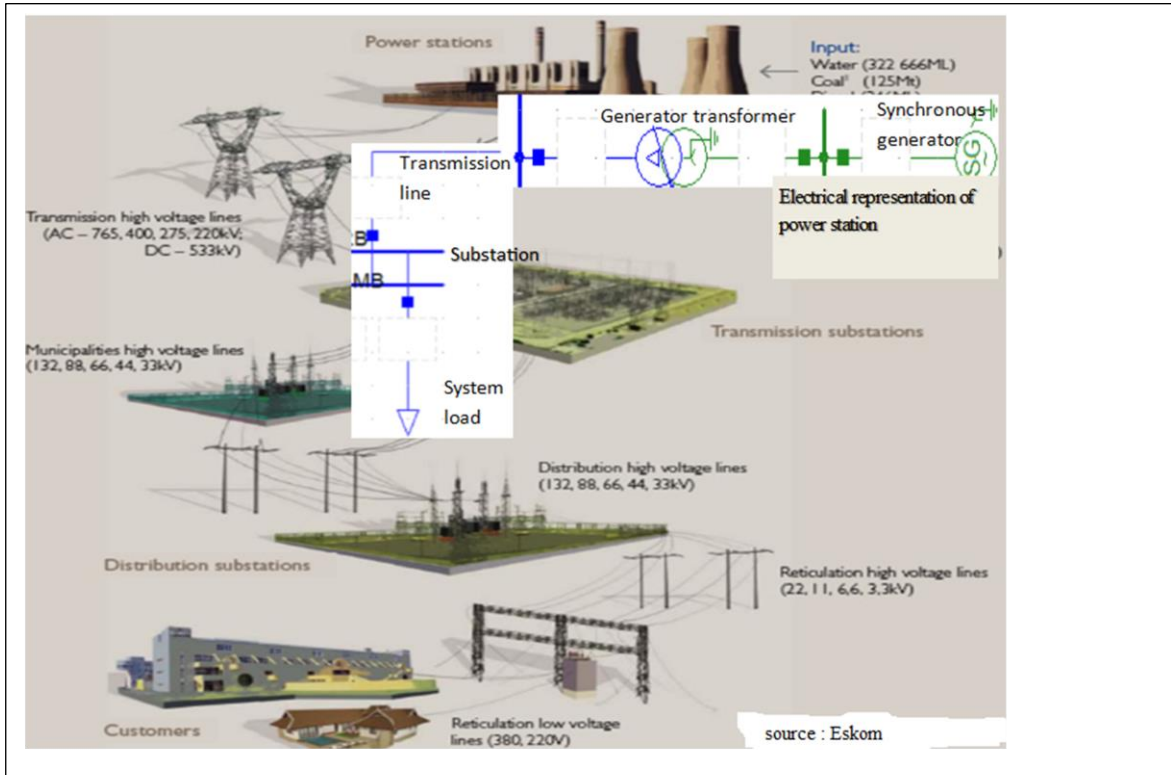 Power stations
Input:
Water (322 666ML)
Coal¹ (125Mt)
Generator transformer
Synchronous
generator
SG
Transmission
line
Electrical representation of
power station
Transmission high voltage lines
(AC – 765, 400, 275, 220kV;
DC – 533kV)
Substation
MB
Transmission substations
Municipalities high voltage lines
(132, 88, 66, 44, 33kV)
System
load
Distribution high voltage lines
(132, 88, 66, 44, 33kV)
Distribution substations
Reticulation high voltage lines
(22, 11, 6,6, 3,3kV)
Customers
Reticulation low voltage
lines (380, 220V)
source : Eskom